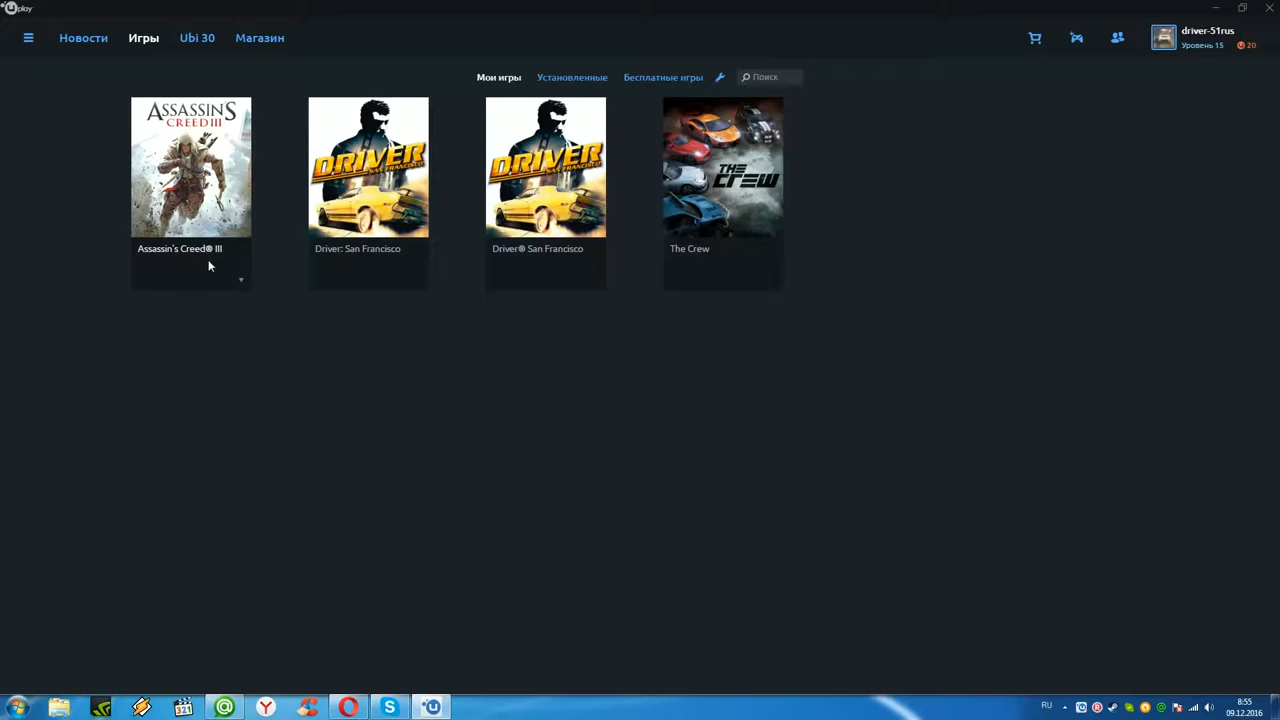 uplay
Новости Игры Ubi 30 Магазин
driver-51rus
Уровень 15 20
Мои игры Установленные Бесплатные игры Поиск
ASSASSIN'S
CREED III
DRIVER
SAN FRANCISCO
DRIVER
SAN FRANCISCO
THE
CREW
Assassin's Creed® III
Driver: San Francisco
Driver® San Francisco
The Crew
321
RU
8:55
09.12.2016